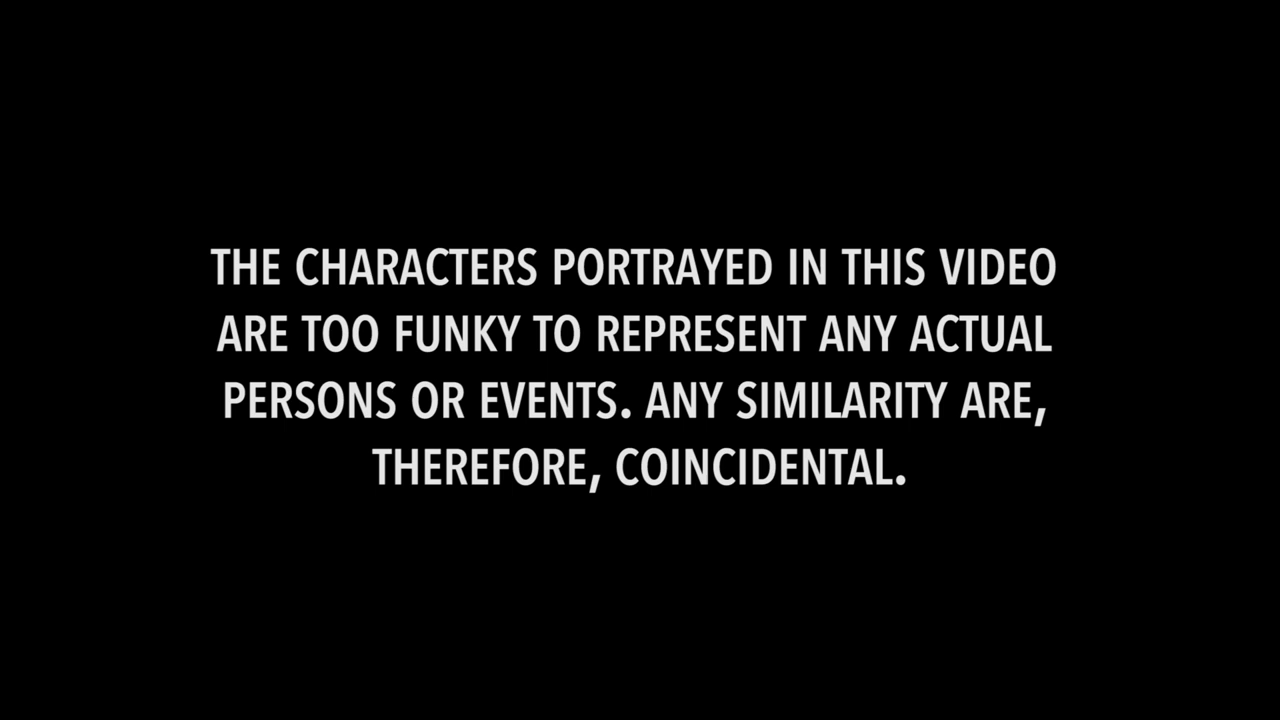 THE CHARACTERS PORTRAYED IN THIS VIDEO
ARE TOO FUNKY TO REPRESENT ANY ACTUAL
PERSONS OR EVENTS. ANY SIMILARITY ARE,
THEREFORE, COINCIDENTAL.